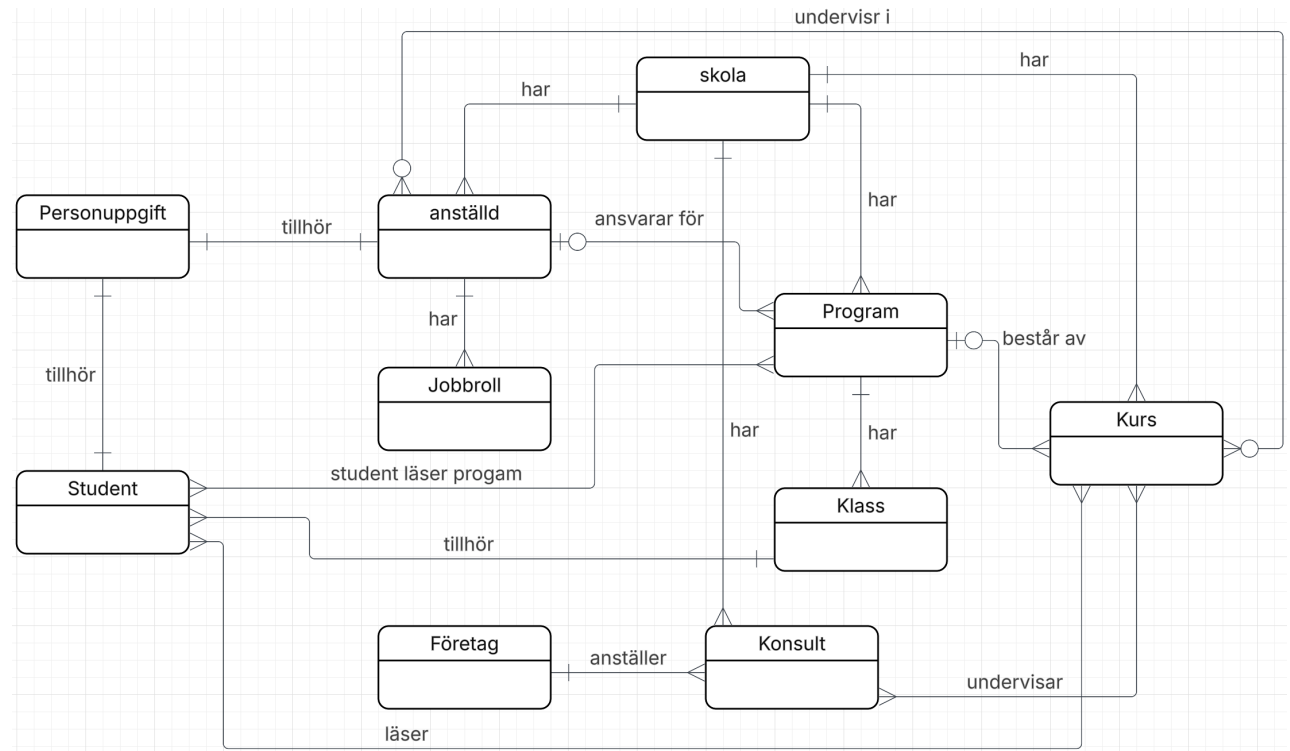 undervisr i
skola
har
har
Personuppgift
tillhör
anställd
ansvarar för
har
har
Program
består av
tillhör
Jobbroll
Kurs
har
har
student läser progam
Student
Klass
tillhör
Företag
anställer
Konsult
undervisar
läser